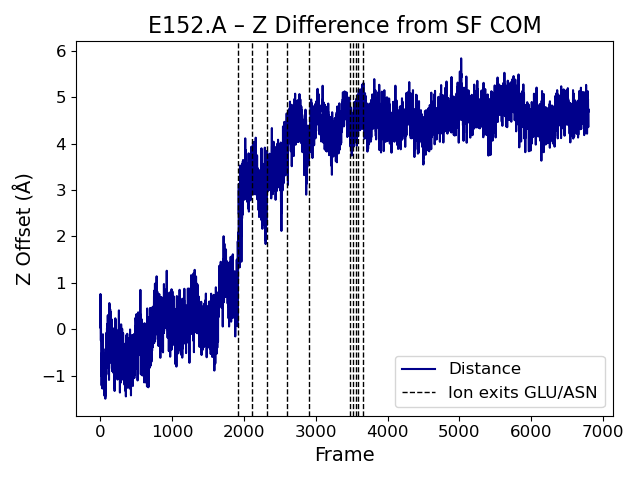 E152.A – Z Difference from SF COM
Z Offset (Å)
6
5
4
3
2
1
0
−1
0 1000 2000 3000 4000 5000 6000 7000
Frame
Distance
Ion exits GLU/ASN